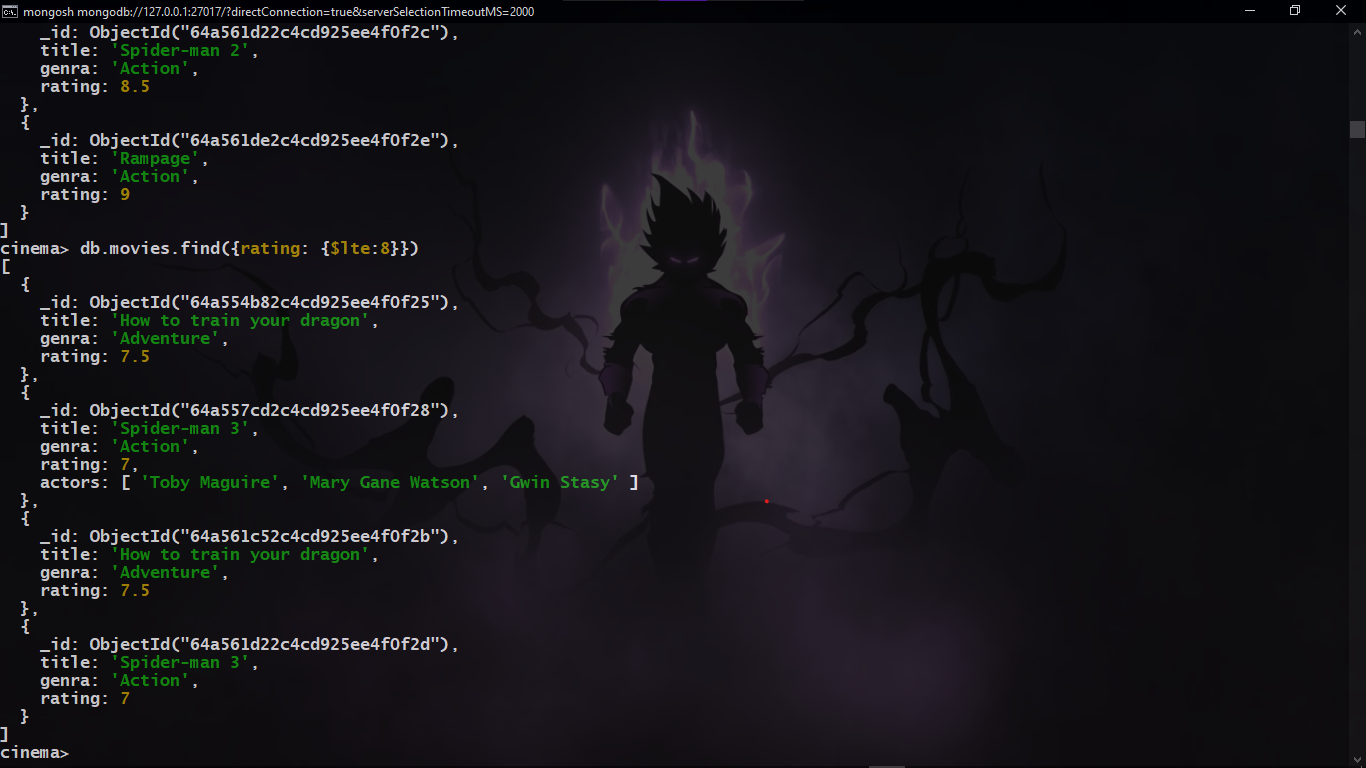 mongosh mongodb://127.0.0.1:27017/?directConnection=true&serverSelectionTimeoutMS=2000
    _id: ObjectId("64a561d22c4cd925ee4f0f2c"),
    title: 'Spider-man 2',
    genra: 'Action',
    rating: 8.5
  },
  {
    _id: ObjectId("64a561de2c4cd925ee4f0f2e"),
    title: 'Rampage',
    genra: 'Action',
    rating: 9
  }
]
cinema> db.movies.find({rating: {$lte:8}})
[
  {
    _id: ObjectId("64a554b82c4cd925ee4f0f25"),
    title: 'How to train your dragon',
    genra: 'Adventure',
    rating: 7.5
  },
  {
    _id: ObjectId("64a557cd2c4cd925ee4f0f28"),
    title: 'Spider-man 3',
    genra: 'Action',
    rating: 7,
    actors: [ 'Toby Maguire', 'Mary Gane Watson', 'Gwin Stasy' ]
  },
  {
    _id: ObjectId("64a561c52c4cd925ee4f0f2b"),
    title: 'How to train your dragon',
    genra: 'Adventure',
    rating: 7.5
  },
  {
    _id: ObjectId("64a561d22c4cd925ee4f0f2d"),
    title: 'Spider-man 3',
    genra: 'Action',
    rating: 7
  }
]
cinema>